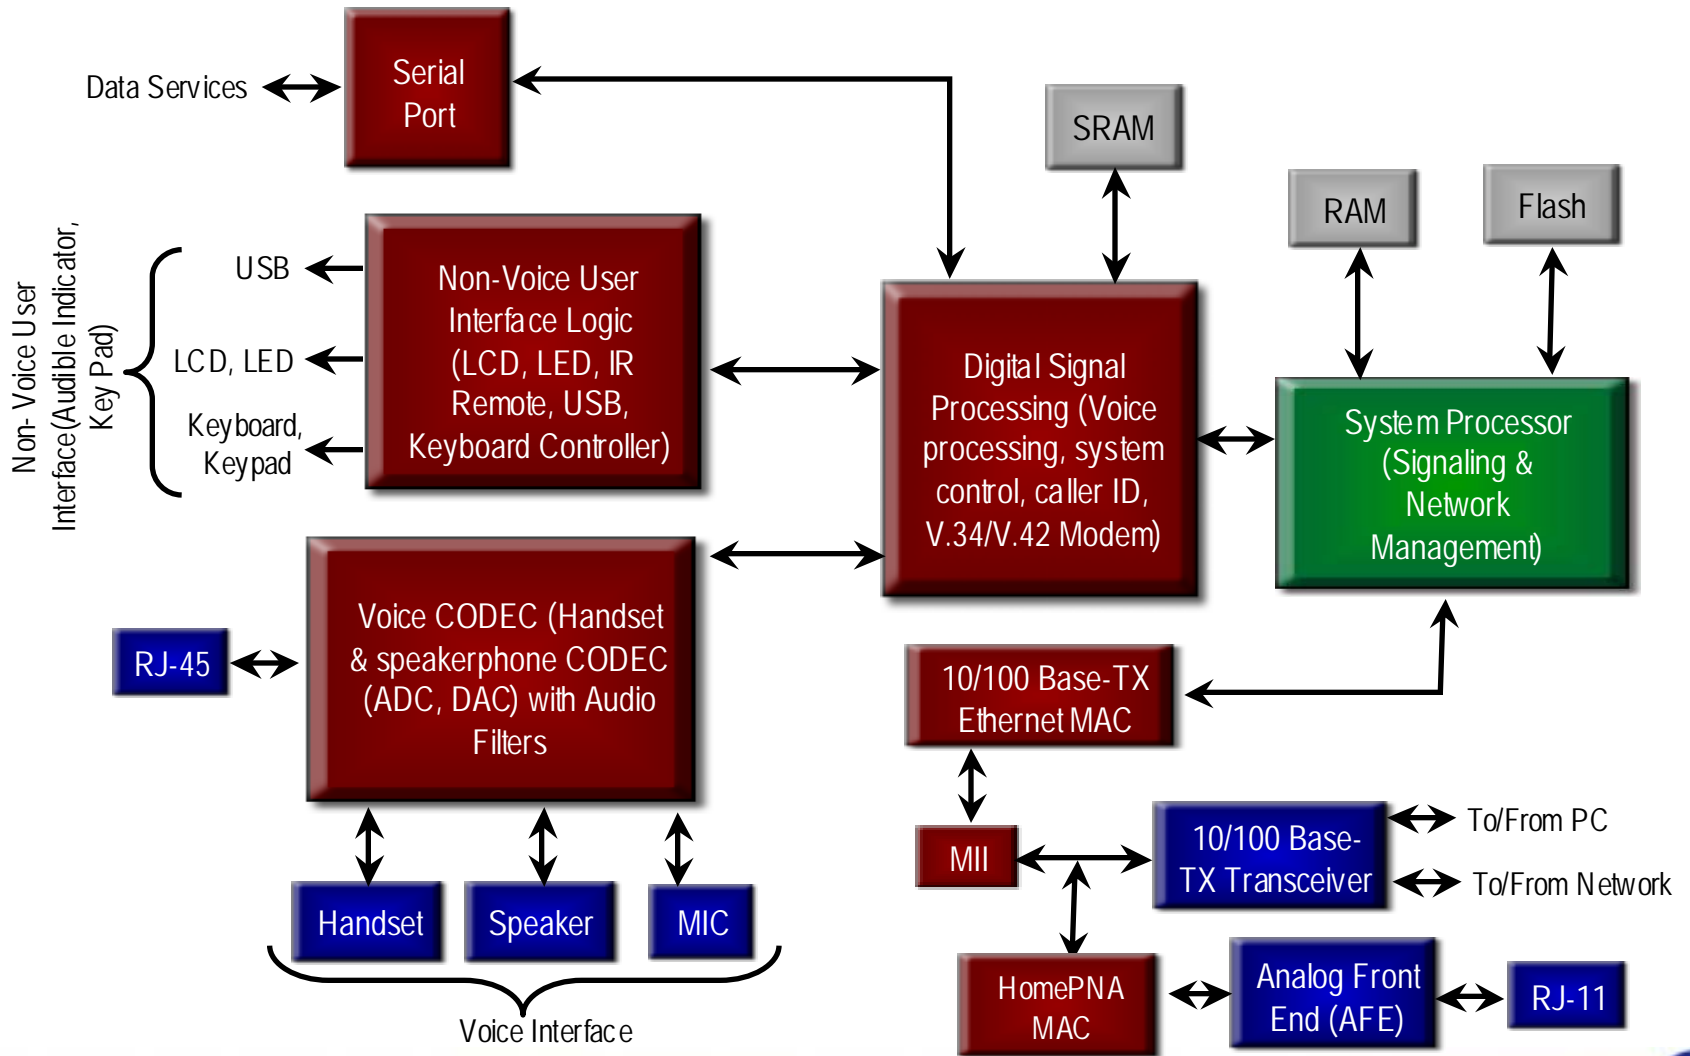 Data Services
Serial
Port
SRAM
RAM
Flash
Non- Voice User
Interface(Audible Indicator,
Key Pad)
USB
LCD, LED
Keyboard,
Keypad
Non-Voice User
Interface Logic
(LCD, LED, IR
Remote, USB,
Keyboard Controller)
Digital Signal
Processing (Voice
processing, system
control, caller ID,
V.34/V.42 Modem)
System Processor
(Signaling &
Network
Management)
RJ-45
Voice CODEC (Handset
& speakerphone CODEC
(ADC, DAC) with Audio
Filters
10/100 Base-TX
Ethernet MAC
MII
10/100 Base-
TX Transceiver
To/From PC
To/From Network
Handset
Speaker
MIC
Voice Interface
HomePNA
MAC
Analog Front
End (AFE)
RJ-11